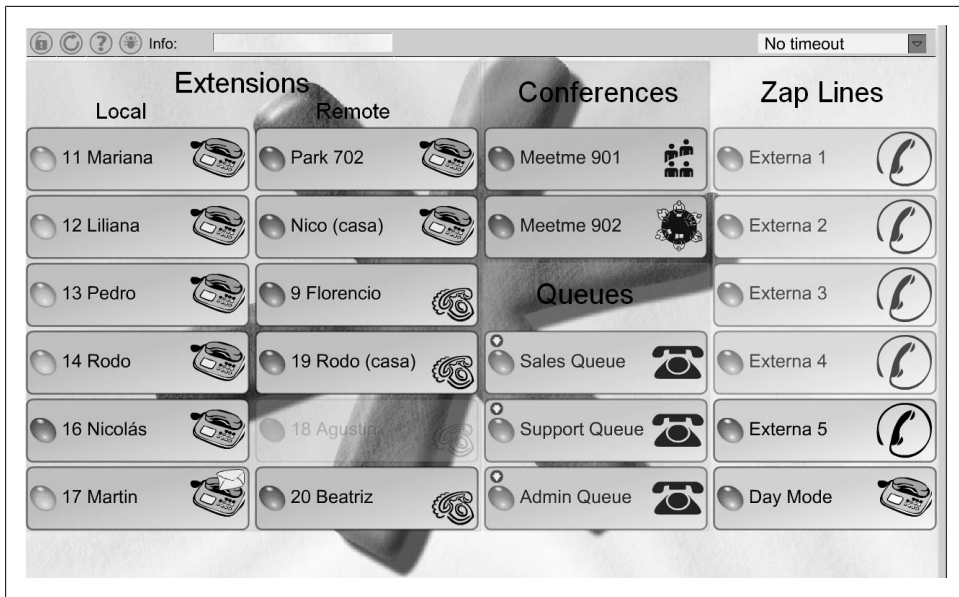 Info:
No timeout
Extensions
Local
Remote
11 Mariana
12 Liliana
13 Pedro
14 Rodo
16 Nicolás
17 Martin
Park 702
Nico (casa)
9 Florencio
19 Rodo (casa)
18 Agustin
20 Beatriz
Conferences
Meetme 901
Meetme 902
Queues
Sales Queue
Support Queue
Admin Queue
Zap Lines
Externa 1
Externa 2
Externa 3
Externa 4
Externa 5
Day Mode